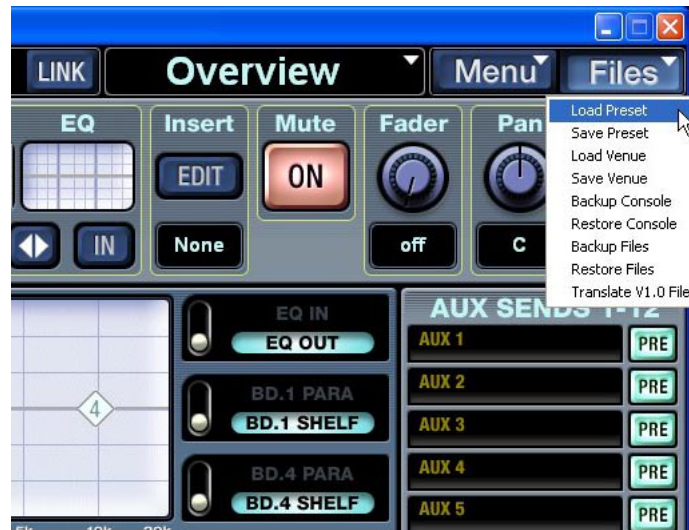 LINK Overview Menu Files
EQ Insert Mute Fader Pan
Load Preset
Save Preset
Load Venue
Save Venue
Backup Console
Restore Console
Backup Files
Restore Files
Translate V1.0 File
EDIT ON
IN None off C
AUX SENDS 1-12
EQ IN
EQ OUT
BD.1 PARA
BD.1 SHELF
BD.4 PARA
BD.4 SHELF
4
AUX 1 PRE
AUX 2 PRE
AUX 3 PRE
AUX 4 PRE
AUX 5 PRE
5k 10k 20k